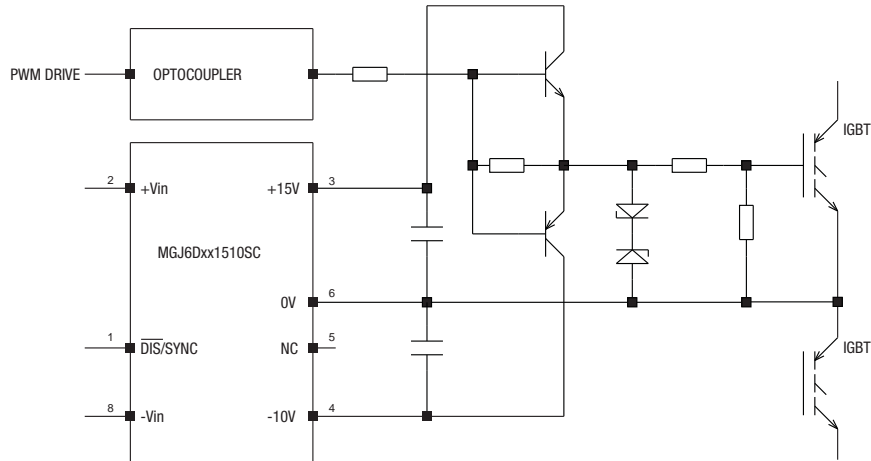 PWM DRIVE
OPTOCOUPLER
IGBT
2
+Vin
+15V
3
MGJ6Dxx1510SC
0V
6
1
DIS/SYNC
NC
5
IGBT
8
-Vin
-10V
4